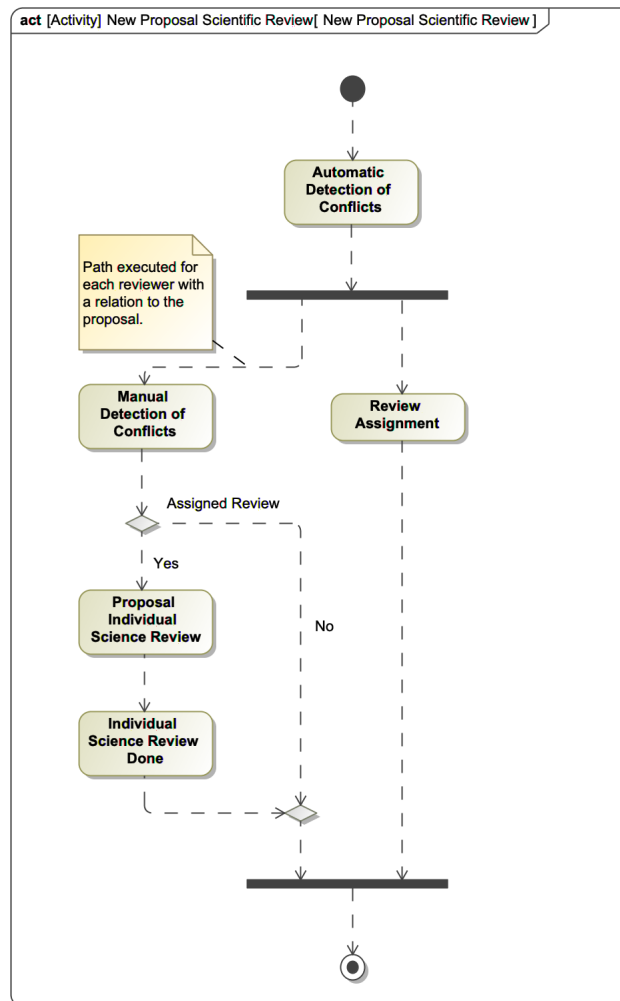 act [Activity] New Proposal Scientific Review[ New Proposal Scientific Review ]
Automatic
Detection of
Conflicts
Path executed for
each reviewer with
a relation to the
proposal.
Manual
Detection of
Conflicts
Review
Assignment
Assigned Review
Yes
Proposal
Individual
Science Review
No
Individual
Science Review
Done